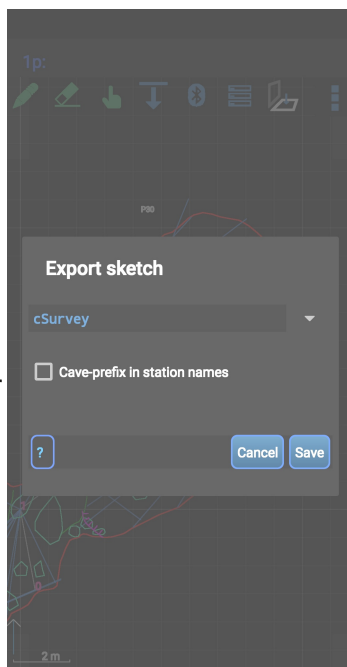 1p:
P30
Export sketch
cSurvey
Cave-prefix in station names
?
Cancel Save
2 m